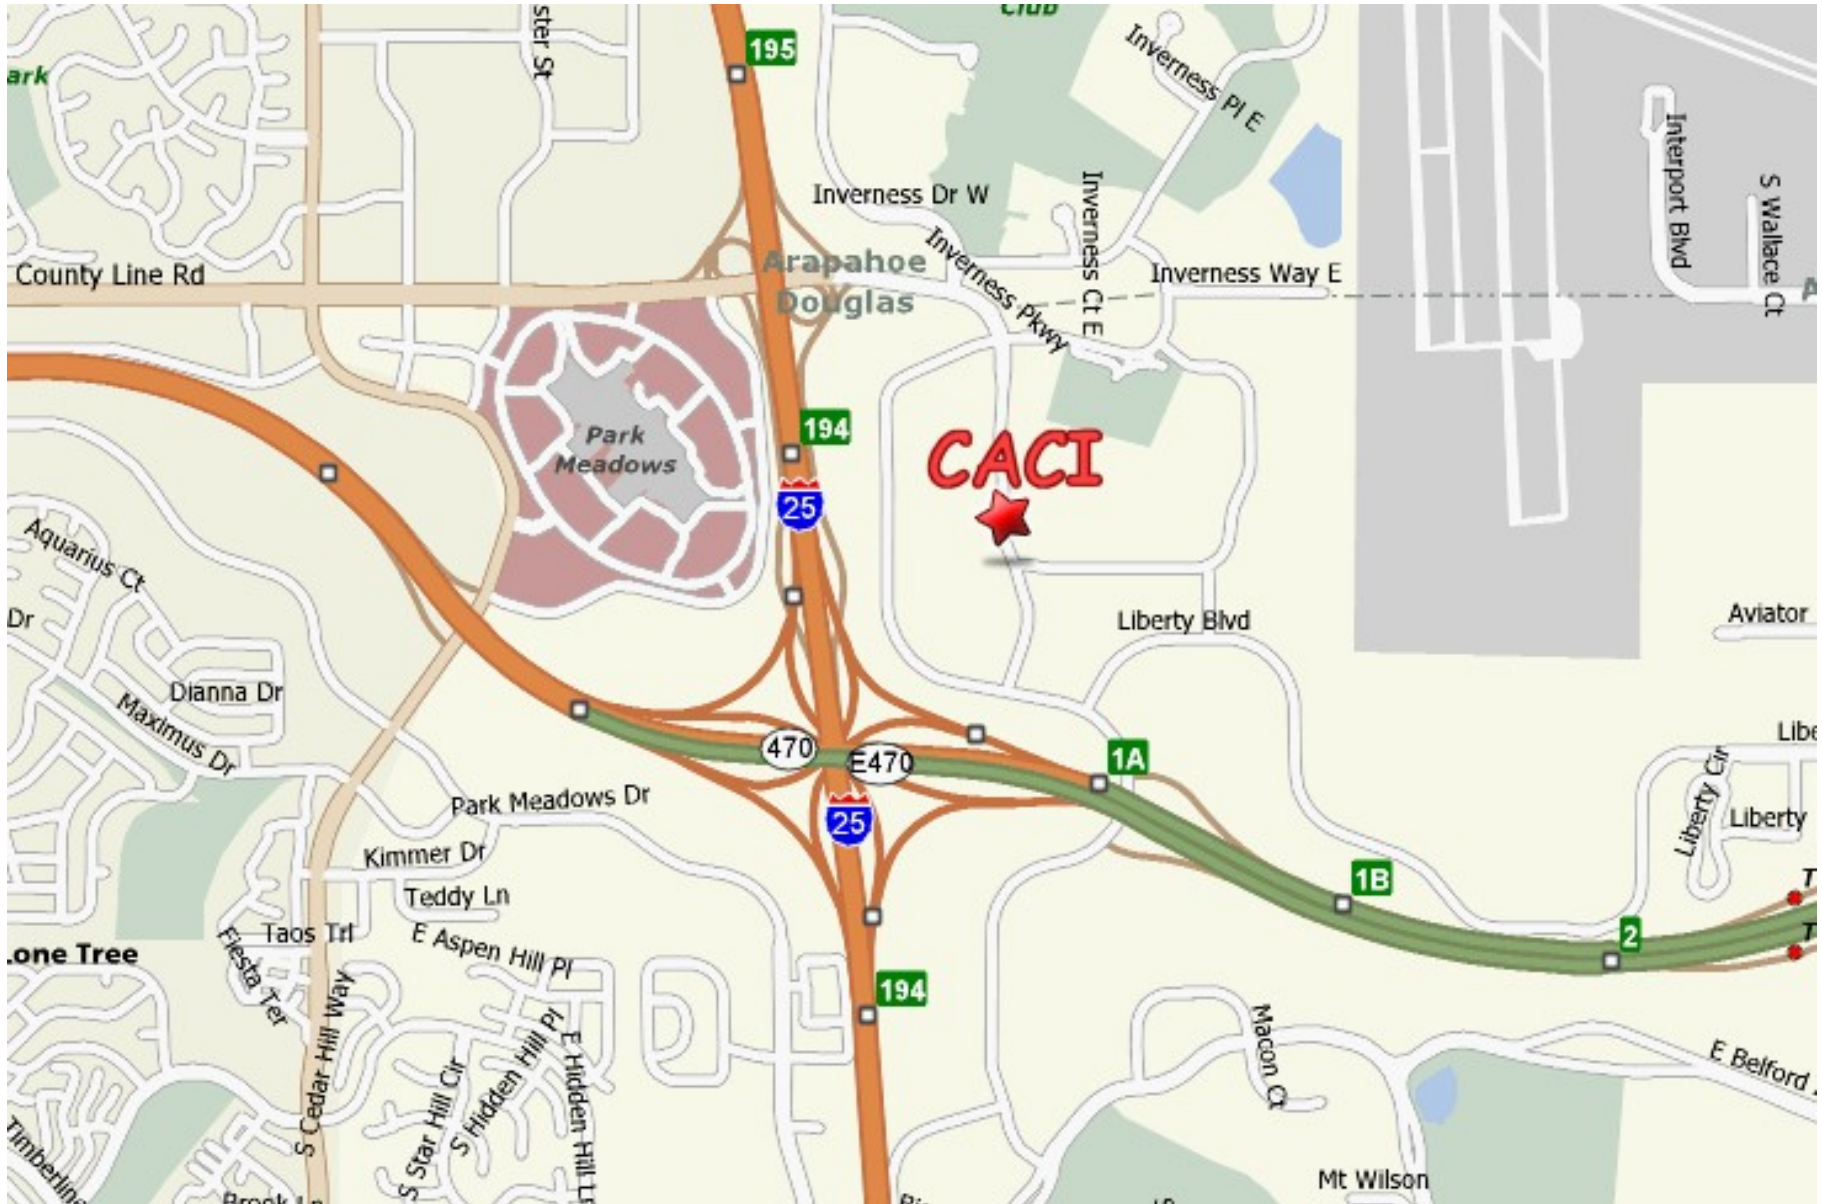 Club
ster St
195
ark
Inverness Pl E
Interport Blvd
S Wallace Ct
Inverness Dr W
Inverness Ct E
Inverness Pkwy
Arapahoe
Douglas
County Line Rd
Inverness Way E
A
194
Park
Meadows
CACI
25
Aquarius Ct
Dr
Liberty Blvd
Aviator
Dianna Dr
Maximus Dr
470
E470
1A
Libe
Liberty Cir
Liberty
Park Meadows Dr
25
Kimmer Dr
1B
Teddy Ln
T
Taos Trl
E Aspen Hill Pl
2
T
Lone Tree
Fiesta Ter
194
S Cedar Hill Way
S Hidden Hill Pl
E Hidden Hill L
Macon Ct
E Belford
S Star Hill Cir
Timberline
Mt Wilson
Brook L